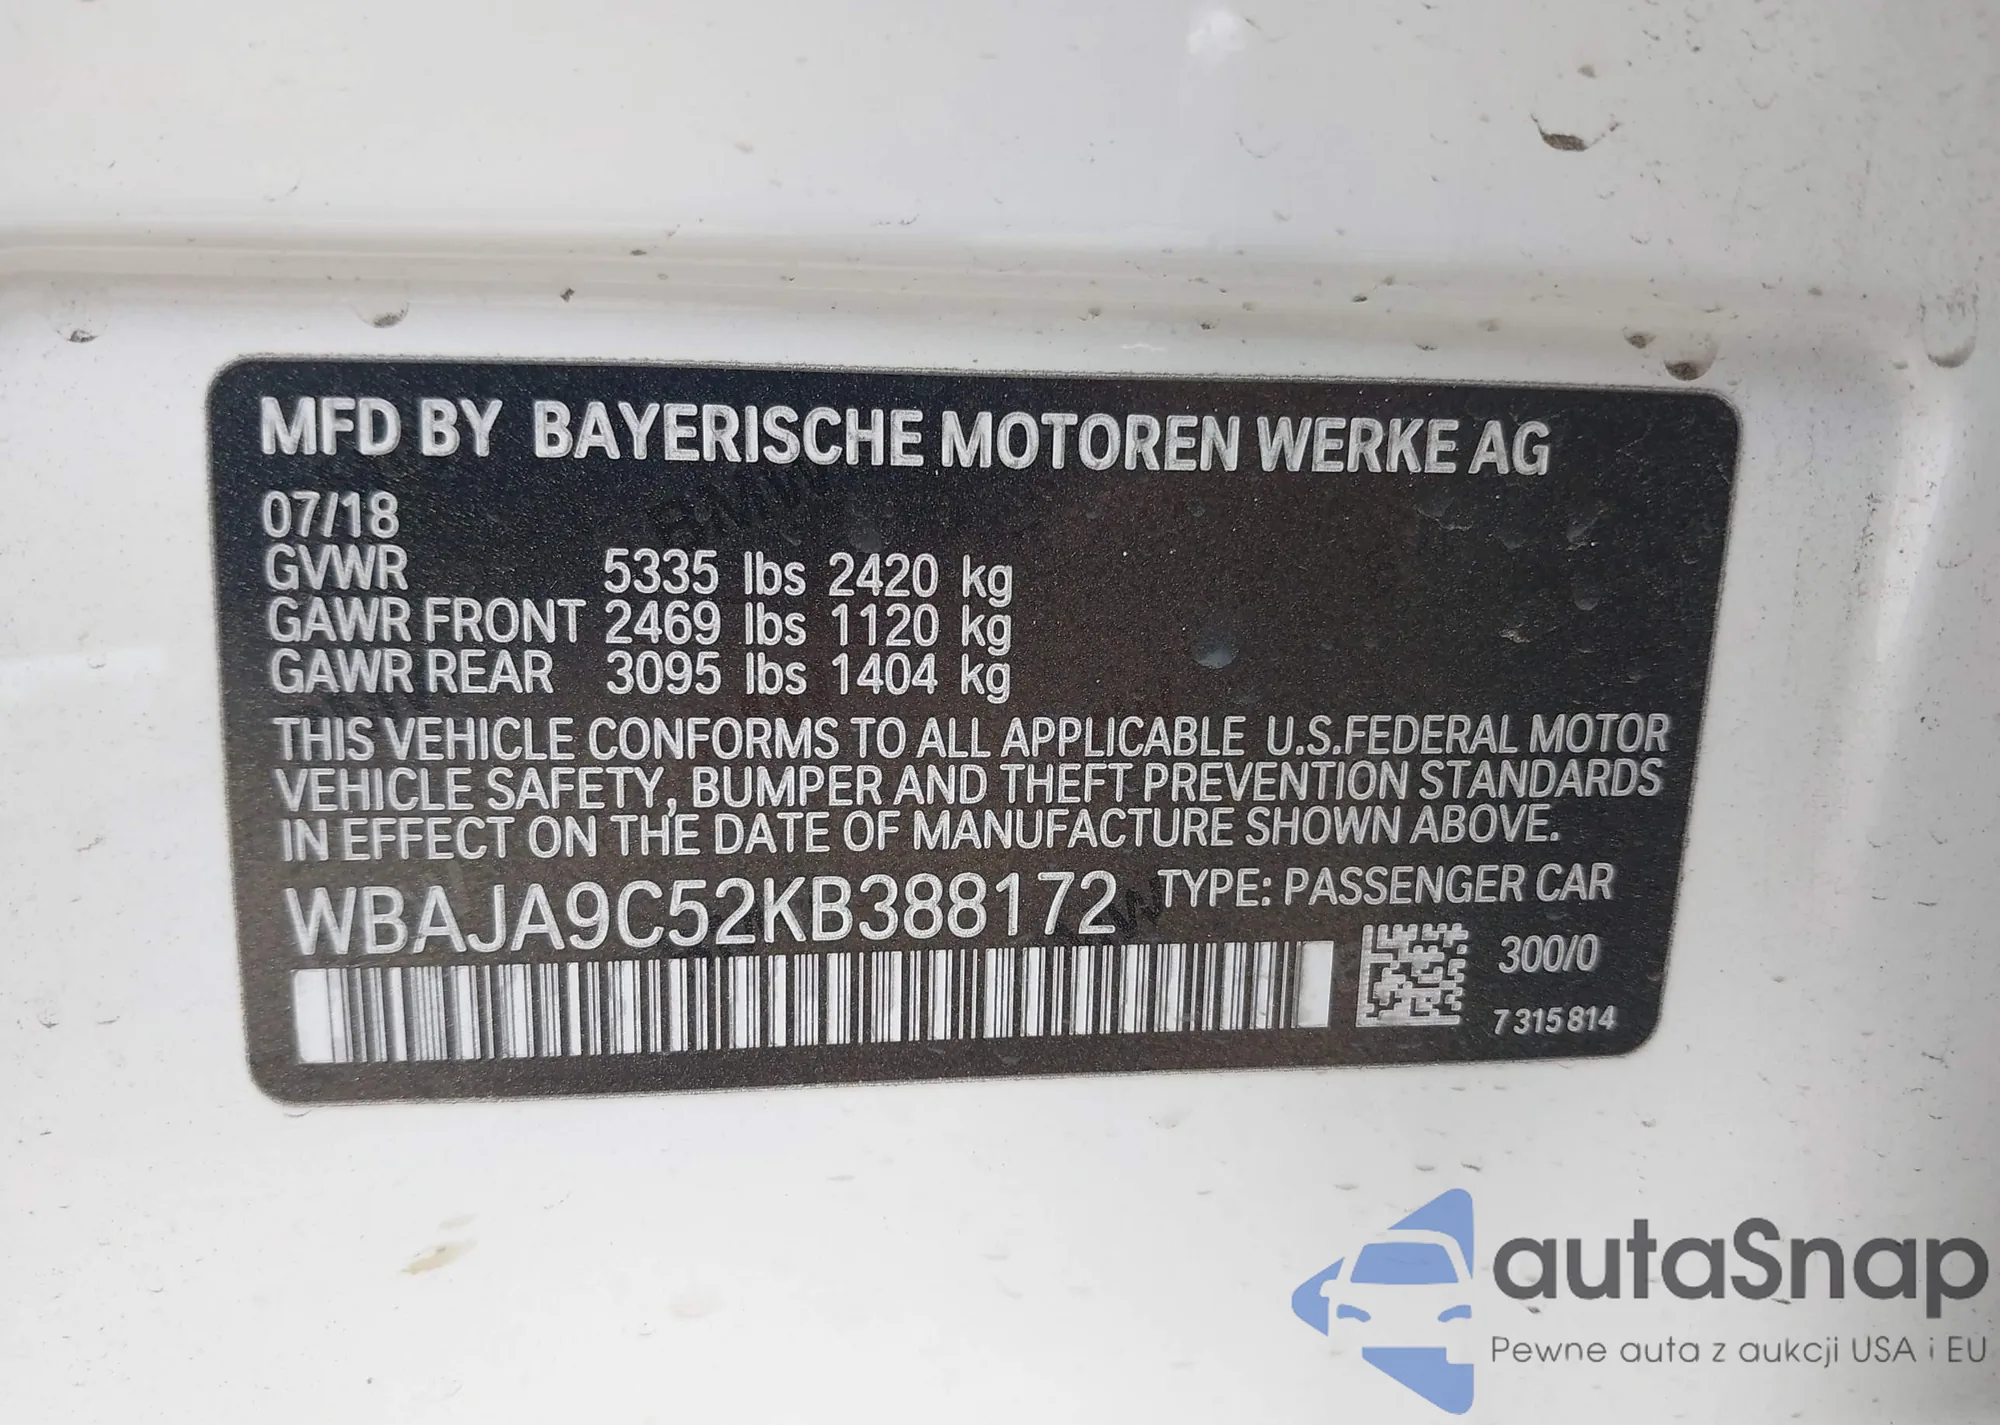 MFD BY BAYERISCHE MOTOREN WERKE AG
07/18
GVWR 5335 lbs 2420 kg
GAWR FRONT 2469 lbs 1120 kg
GAWR REAR 3095 lbs 1404 kg
THIS VEHICLE CONFORMS TO ALL APPLICABLE U.S.FEDERAL MOTOR
VEHICLE SAFETY, BUMPER AND THEFT PREVENTION STANDARDS
IN EFFECT ON THE DATE OF MANUFACTURE SHOWN ABOVE.
WBAJA9C52KB388172 TYPE: PASSENGER CAR
300/0
7315814
autaSnap
Pewne auta z aukcji USA i EU